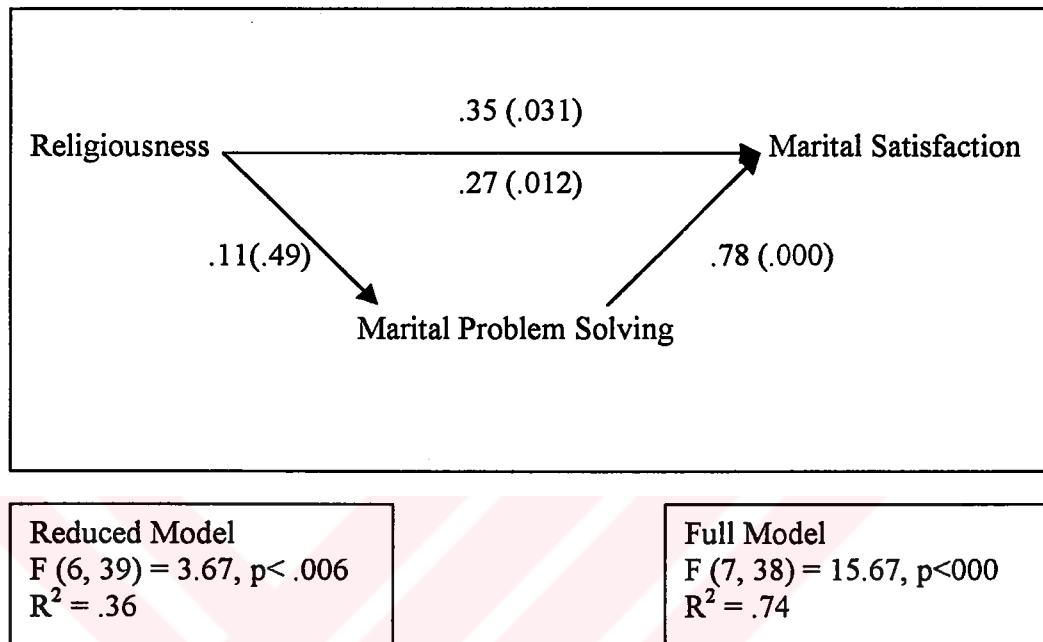 .35 (.031)
Religiousness
Marital Satisfaction
.27 (.012)
.11(.49)
.78 (.000)
Marital Problem Solving
Reduced Model
F (6, 39) = 3.67, p< .006
R² = .36
Full Model
F (7, 38) = 15.67, p<000
R² = .74